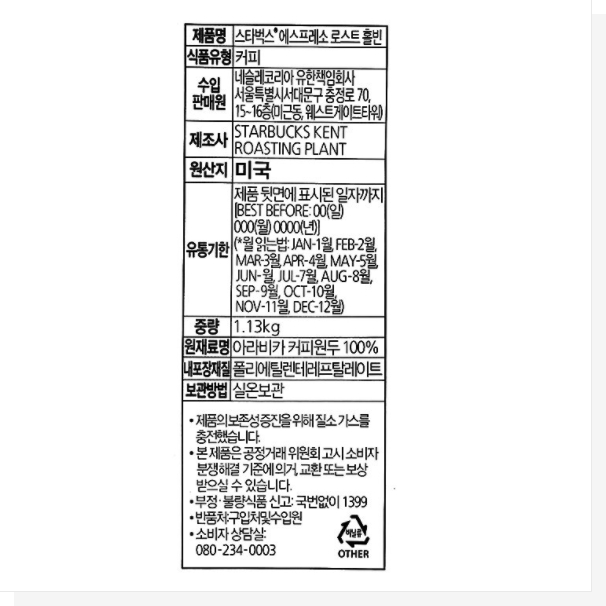 제품명 스타벅스®에스프레소 로스트 홀빈
식품유형 커피
수입판매원 네슬레코리아 유한책임회사
서울특별시서대문구 충정로 70,
15~16층(미근동, 웨스트게이트타워)
제조사 STARBUCKS KENT
ROASTING PLANT
원산지 미국
유통기한 제품 뒷면에 표시된 일자까지
[BEST BEFORE: 00(일)
000(월) 0000(년)]
(*월 읽는법: JAN-1월, FEB-2월,
MAR-3월, APR-4월, MAY-5월,
JUN-월, JUL-7월, AUG-8월,
SEP-9월, OCT-10월,
NOV-11월, DEC-12월)
중량 1.13kg
원재료명 아라비카 커피원두 100%
내포장재질 폴리에틸렌테레프탈레이트
보관방법 실온보관
• 제품의보존성증진을위해질소가스를
충전했습니다.
• 본제품은 공정거래 위원회 고시 소비자
분쟁해결 기준에 의거, 교환 또는 보상
받으실 수 있습니다.
• 부정·불량식품 신고: 국번없이 1399
• 반품처:구입처및수입원
• 소비자 상담실:
080-234-0003
비닐류
OTHER